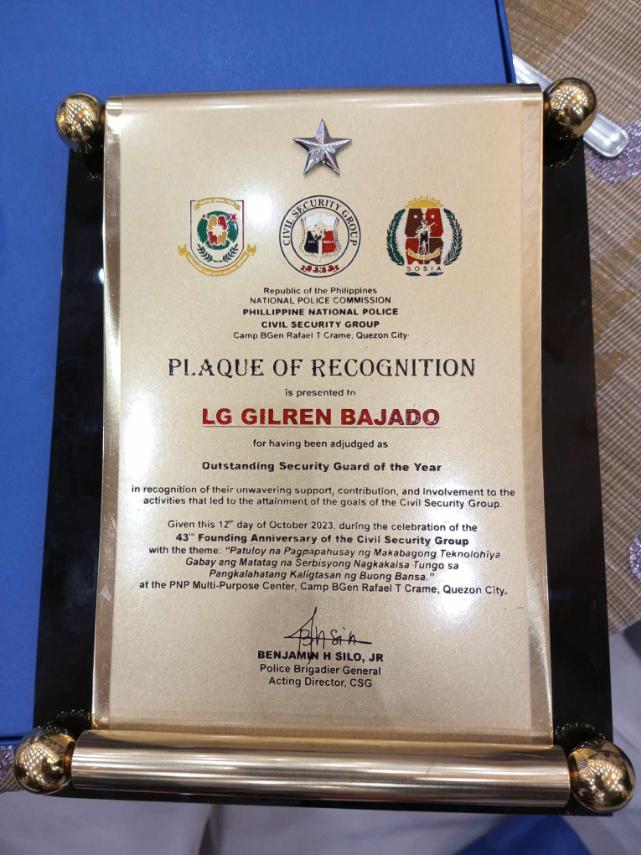 CIVIL SECURITY GROUP
P.N.P.
SOSIA
Republic of the Philippines
NATIONAL POLICE COMMISSION
PHILLIPPINE NATIONAL POLICE
CIVIL SECURITY GROUP
Camp BGen Rafael T Crame, Quezon City
PLAQUE OF RECOGNITION
is presented to
LG GILREN BAJADO
for having been adjudged as
Outstanding Security Guard of the Year
in recognition of their unwavering support, contribution, and involvement to the
activities that led to the attainment of the goals of the Civil Security Group.
Given this 12th day of October 2023, during the celebration of the
43rd Founding Anniversary of the Civil Security Group
with the theme: "Patuloy na Pagpapahusay ng Makabagong Teknolohiya
Gabay ang Matatag na Serbisyong Nagkakaisa Tungo sa
Pangkalahatang Kaligtasan ng Buong Bansa."
at the PNP Multi-Purpose Center, Camp BGen Rafael T Crame, Quezon City.
BENJAMIN H SILO, JR
Police Brigadier General
Acting Director, CSG